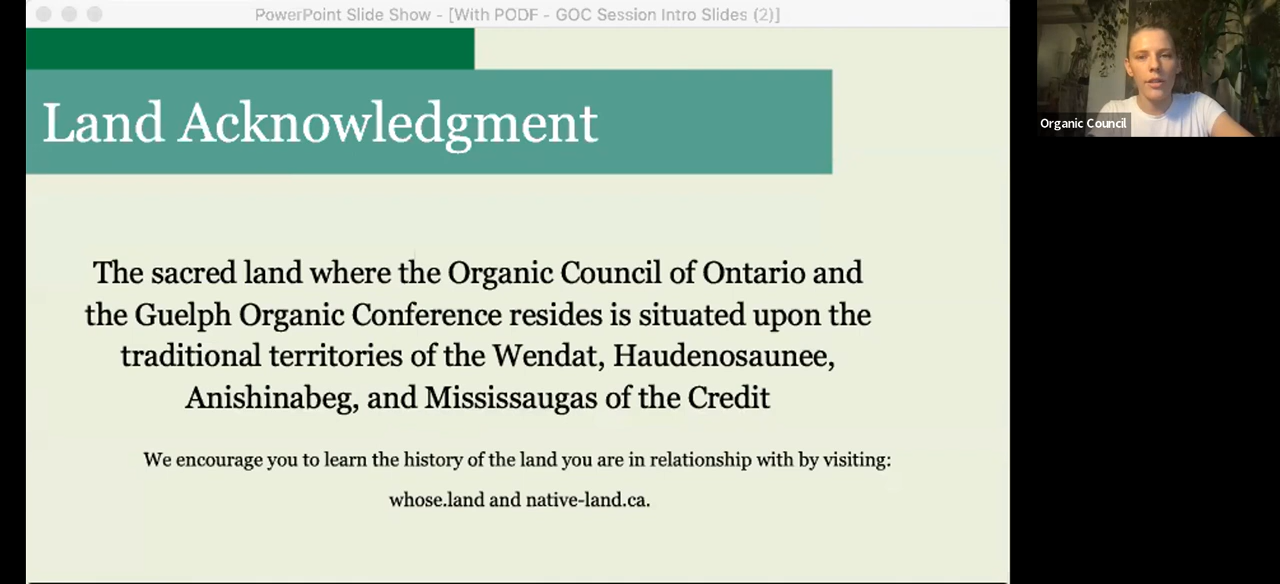 PowerPoint Slide Show - [With PODF - GOC Session Intro Slides (2)]
Land Acknowledgment
The sacred land where the Organic Council of Ontario and
the Guelph Organic Conference resides is situated upon the
traditional territories of the Wendat, Haudenosaunee,
Anishinabeg, and Mississaugas of the Credit
We encourage you to learn the history of the land you are in relationship with by visiting:
whose.land and native-land.ca.
Organic Council